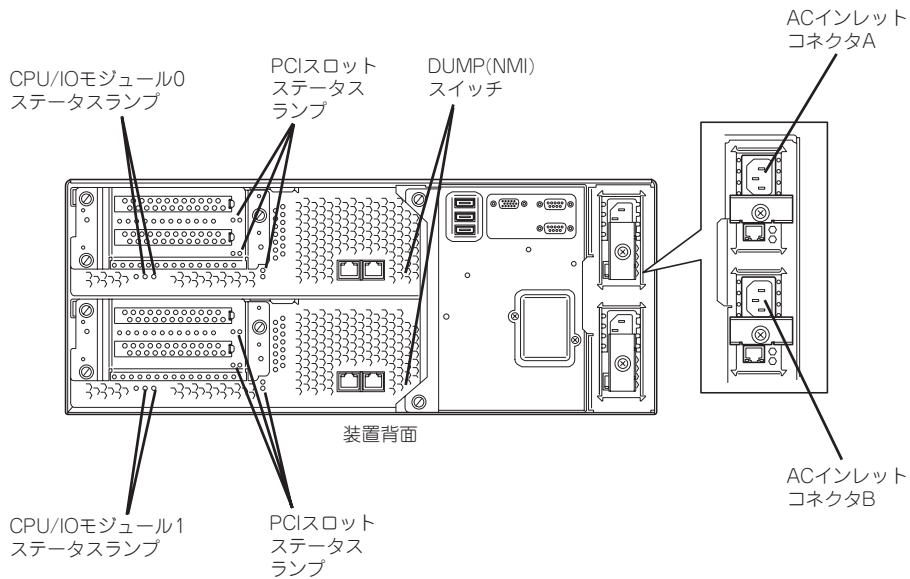 ACインレット
コネクタA
CPU/IOモジュール0
ステータスランプ
PCIスロット
ステータス
ランプ
DUMP(NMI)
スイッチ
装置背面
CPU/IOモジュール1
ステータスランプ
PCIスロット
ステータス
ランプ
ACインレット
コネクタB